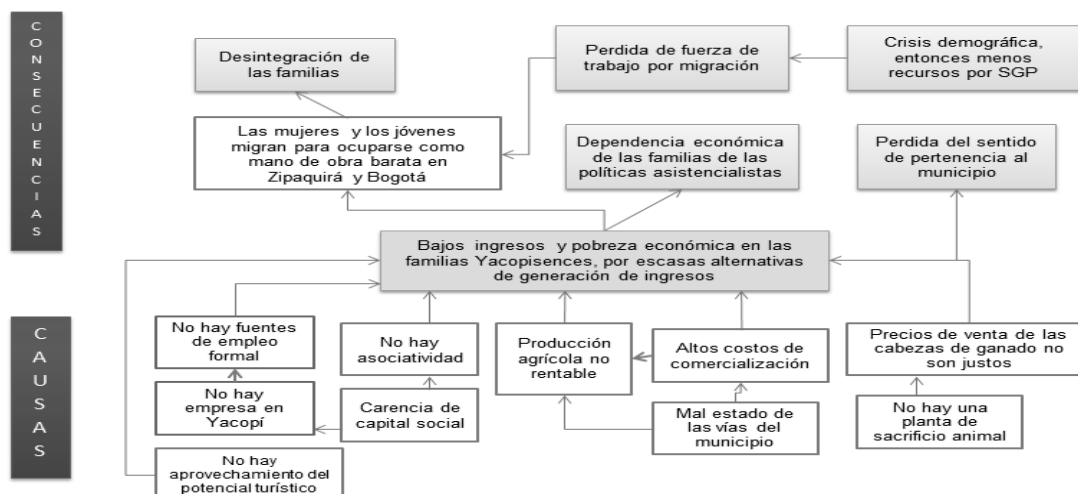 CONSECUENCIAS
Desintegración de
las familias
Perdida de fuerza de
trabajo por migración
Crisis demográfica,
entonces menos
recursos por SGP
Las mujeres y los jóvenes
migran para ocuparse como
mano de obra barata en
Zipaquirá y Bogotá
Dependencia económica
de las familias de las
políticas asistencialistas
Perdida del sentido
de pertenencia al
municipio
Bajos ingresos y pobreza económica en las
familias Yacopisences, por escasas alternativas
de generación de ingresos
CAUSAS
No hay fuentes
de empleo
formal
No hay
asociatividad
Producción
agrícola no
rentable
Altos costos de
comercialización
Precios de venta de las
cabezas de ganado no
son justos
No hay
empresa en
Yacopí
Carencia de
capital social
Mal estado de
las vías del
municipio
No hay una
planta de
sacrificio animal
No hay
aprovechamiento del
potencial turístico